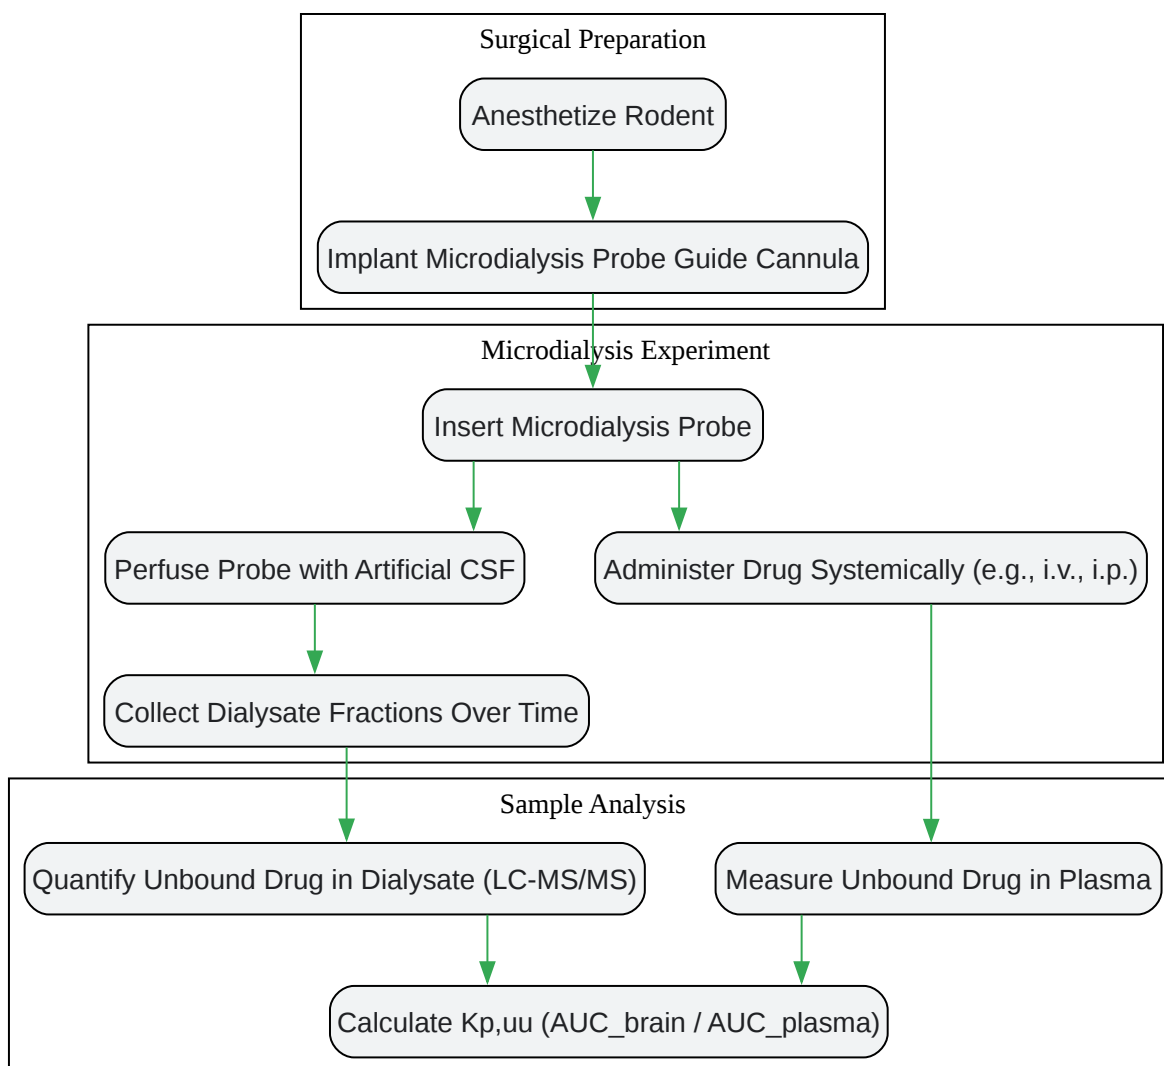 Surgical Preparation
Anesthetize Rodent
Implant Microdialysis Probe Guide Cannula
Microdialysis Experiment
Insert Microdialysis Probe
Perfuse Probe with Artificial CSF
Administer Drug Systemically (e.g., i.v., i.p.)
Collect Dialysate Fractions Over Time
Sample Analysis
Quantify Unbound Drug in Dialysate (LC-MS/MS)
Measure Unbound Drug in Plasma
Calculate Kp,uu (AUC_brain / AUC_plasma)